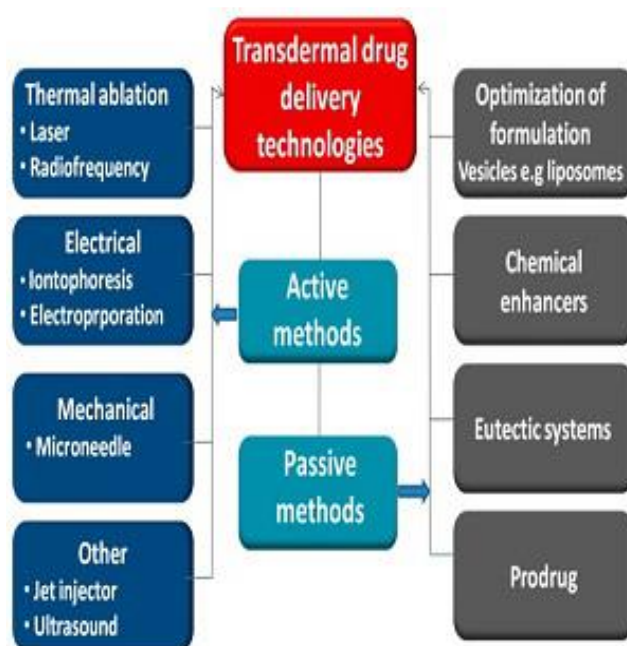 Transdermal drug
delivery
technologies
Thermal ablation
• Laser
• Radiofrequency
Electrical
• Iontophoresis
• Electroprporation
Mechanical
• Microneedle
Other
• Jet injector
• Ultrasound
Active
methods
Passive
methods
Optimization of
formulation
Vesicles e.g liposomes
Chemical
enhancers
Eutectic systems
Prodrug